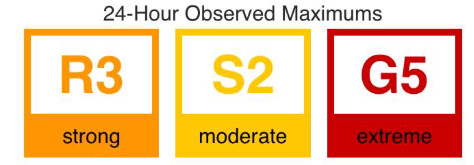 24-Hour Observed Maximums
R3 S2 G5
strong moderate extreme